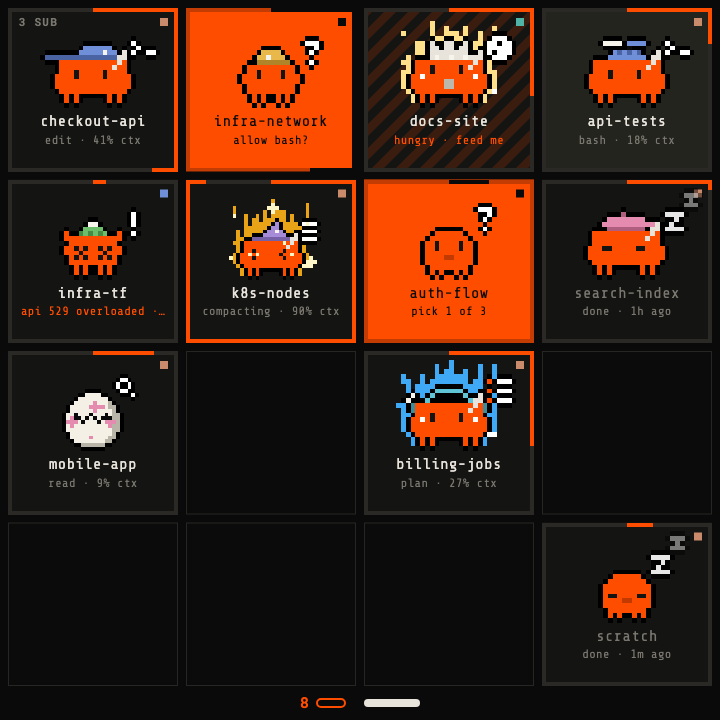 3 SUB
checkout-api
edit · 41% ctx
infra-network
allow bash?
docs-site
hungry · feed me
api-tests
bash · 18% ctx
infra-tf
api 529 overloaded ·…
k8s-nodes
compacting · 90% ctx
auth-flow
pick 1 of 3
search-index
done · 1h ago
mobile-app
read · 9% ctx
billing-jobs
plan · 27% ctx
scratch
done · 1m ago
8